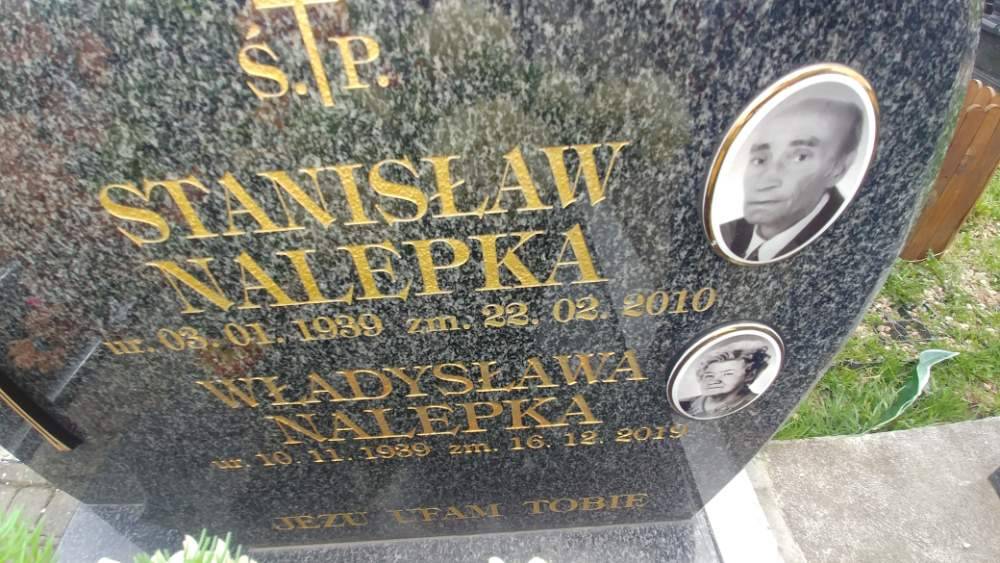 Ś. P.
STANISŁAW
NALEPKA
ur. 03. 01. 1939 zm. 22. 02. 2010
WŁADYSŁAWA
NALEPKA
ur. 10. 11. 1939 zm. 16. 12. 2019
JEZU UFAM TOBIE